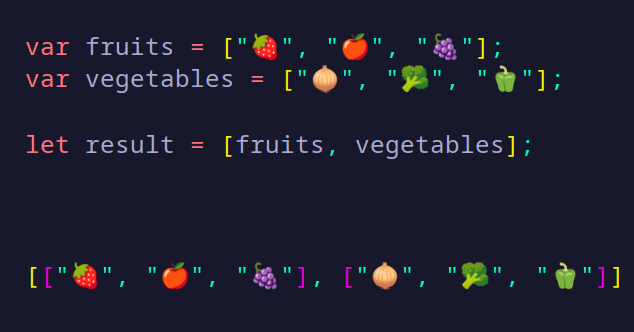 var fruits = ["🍓", "🍎", "🍇"];
var vegetables = ["🧅", "🥦", "🫑"];
let result = [fruits, vegetables];
[["🍓", "🍎", "🍇"], ["🧅", "🥦", "🫑"]]